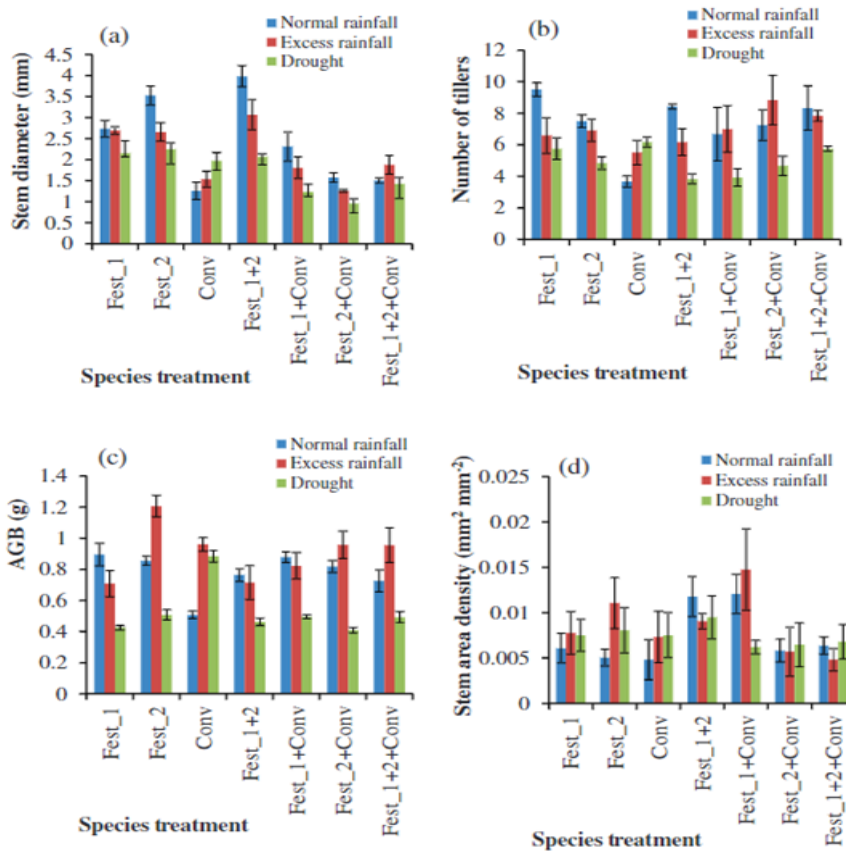 (a)
Normal rainfall
Excess rainfall
Drought
Stem diameter (mm)
4.5
4
3.5
3
2.5
2
1.5
1
0.5
0
Fest_1
Fest_2
Conv
Fest_1+2
Fest_1+Conv
Fest_2+Conv
Fest_1+2+Conv
Species treatment
(b)
Normal rainfall
Excess rainfall
Drought
Number of tillers
12
10
8
6
4
2
0
Fest_1
Fest_2
Conv
Fest_1+2
Fest_1+Conv
Fest_2+Conv
Fest_1+2+Conv
Species treatment
(c)
Normal rainfall
Excess rainfall
Drought
AGB (g)
1.4
1.2
1
0.8
0.6
0.4
0.2
0
Fest_1
Fest_2
Conv
Fest_1+2
Fest_1+Conv
Fest_2+Conv
Fest_1+2+Conv
Species treatment
(d)
Normal rainfall
Excess rainfall
Drought
Stem area density (mm² mm⁻²)
0.025
0.02
0.015
0.01
0.005
0
Fest_1
Fest_2
Conv
Fest_1+2
Fest_1+Conv
Fest_2+Conv
Fest_1+2+Conv
Species treatment